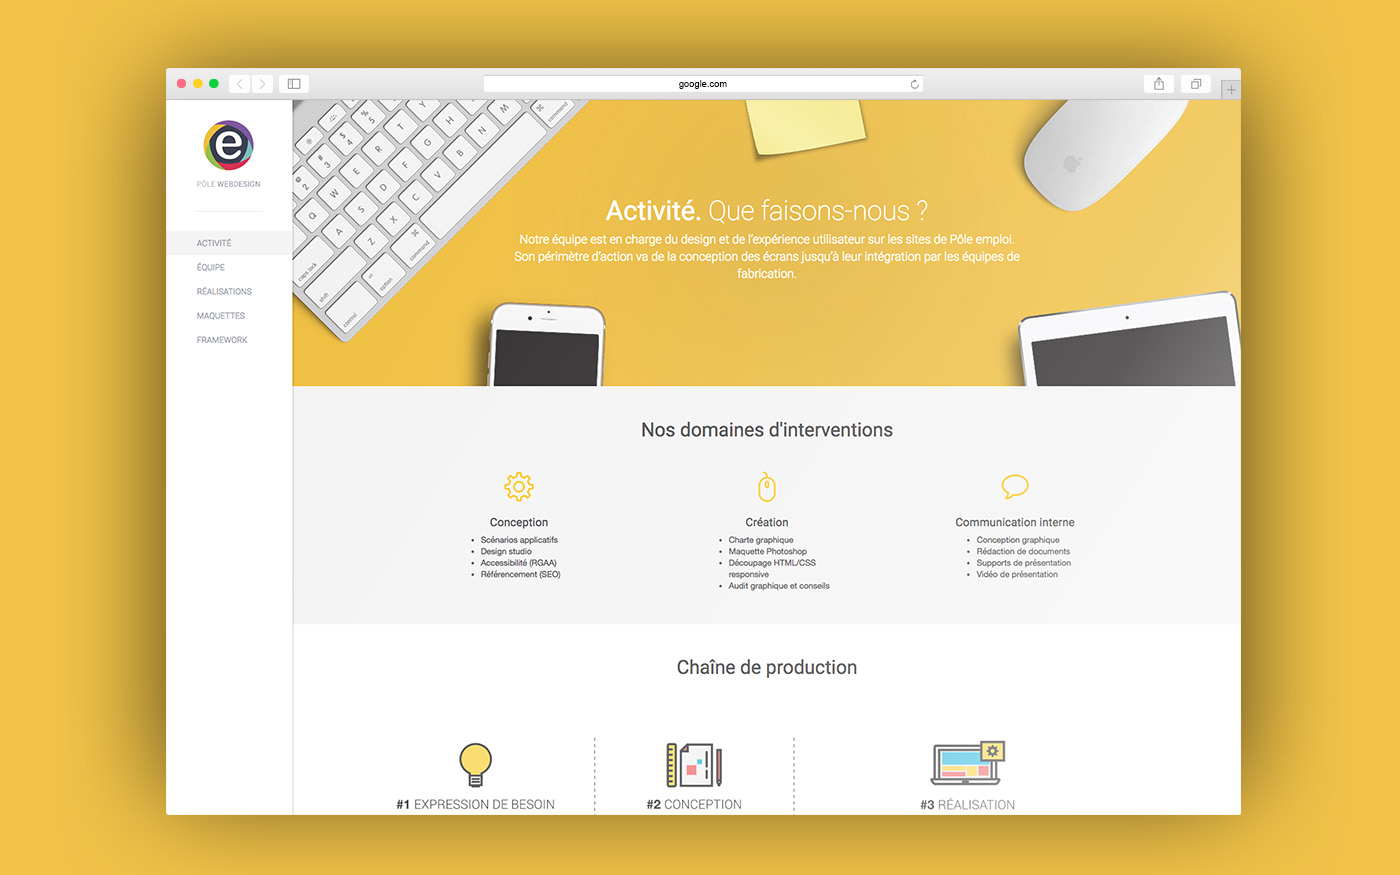 google.com
e
PÔLE WEBDESIGN
ACTIVITÉ
ÉQUIPE
RÉALISATIONS
MAQUETTES
FRAMEWORK
Activité. Que faisons-nous ?
Notre équipe est en charge du design et de l'expérience utilisateur sur les sites de Pôle emploi.
Son périmètre d'action va de la conception des écrans jusqu'à leur intégration par les équipes de
fabrication.
Nos domaines d'interventions
Conception
• Scénarios applicatifs
• Design studio
• Accessibilité (RGAA)
• Référencement (SEO)
Création
• Charte graphique
• Maquette Photoshop
• Découpage HTML/CSS
responsive
• Audit graphique et conseils
Communication interne
• Conception graphique
• Rédaction de documents
• Supports de présentation
• Vidéo de présentation
Chaîne de production
#1 EXPRESSION DE BESOIN
#2 CONCEPTION
#3 RÉALISATION